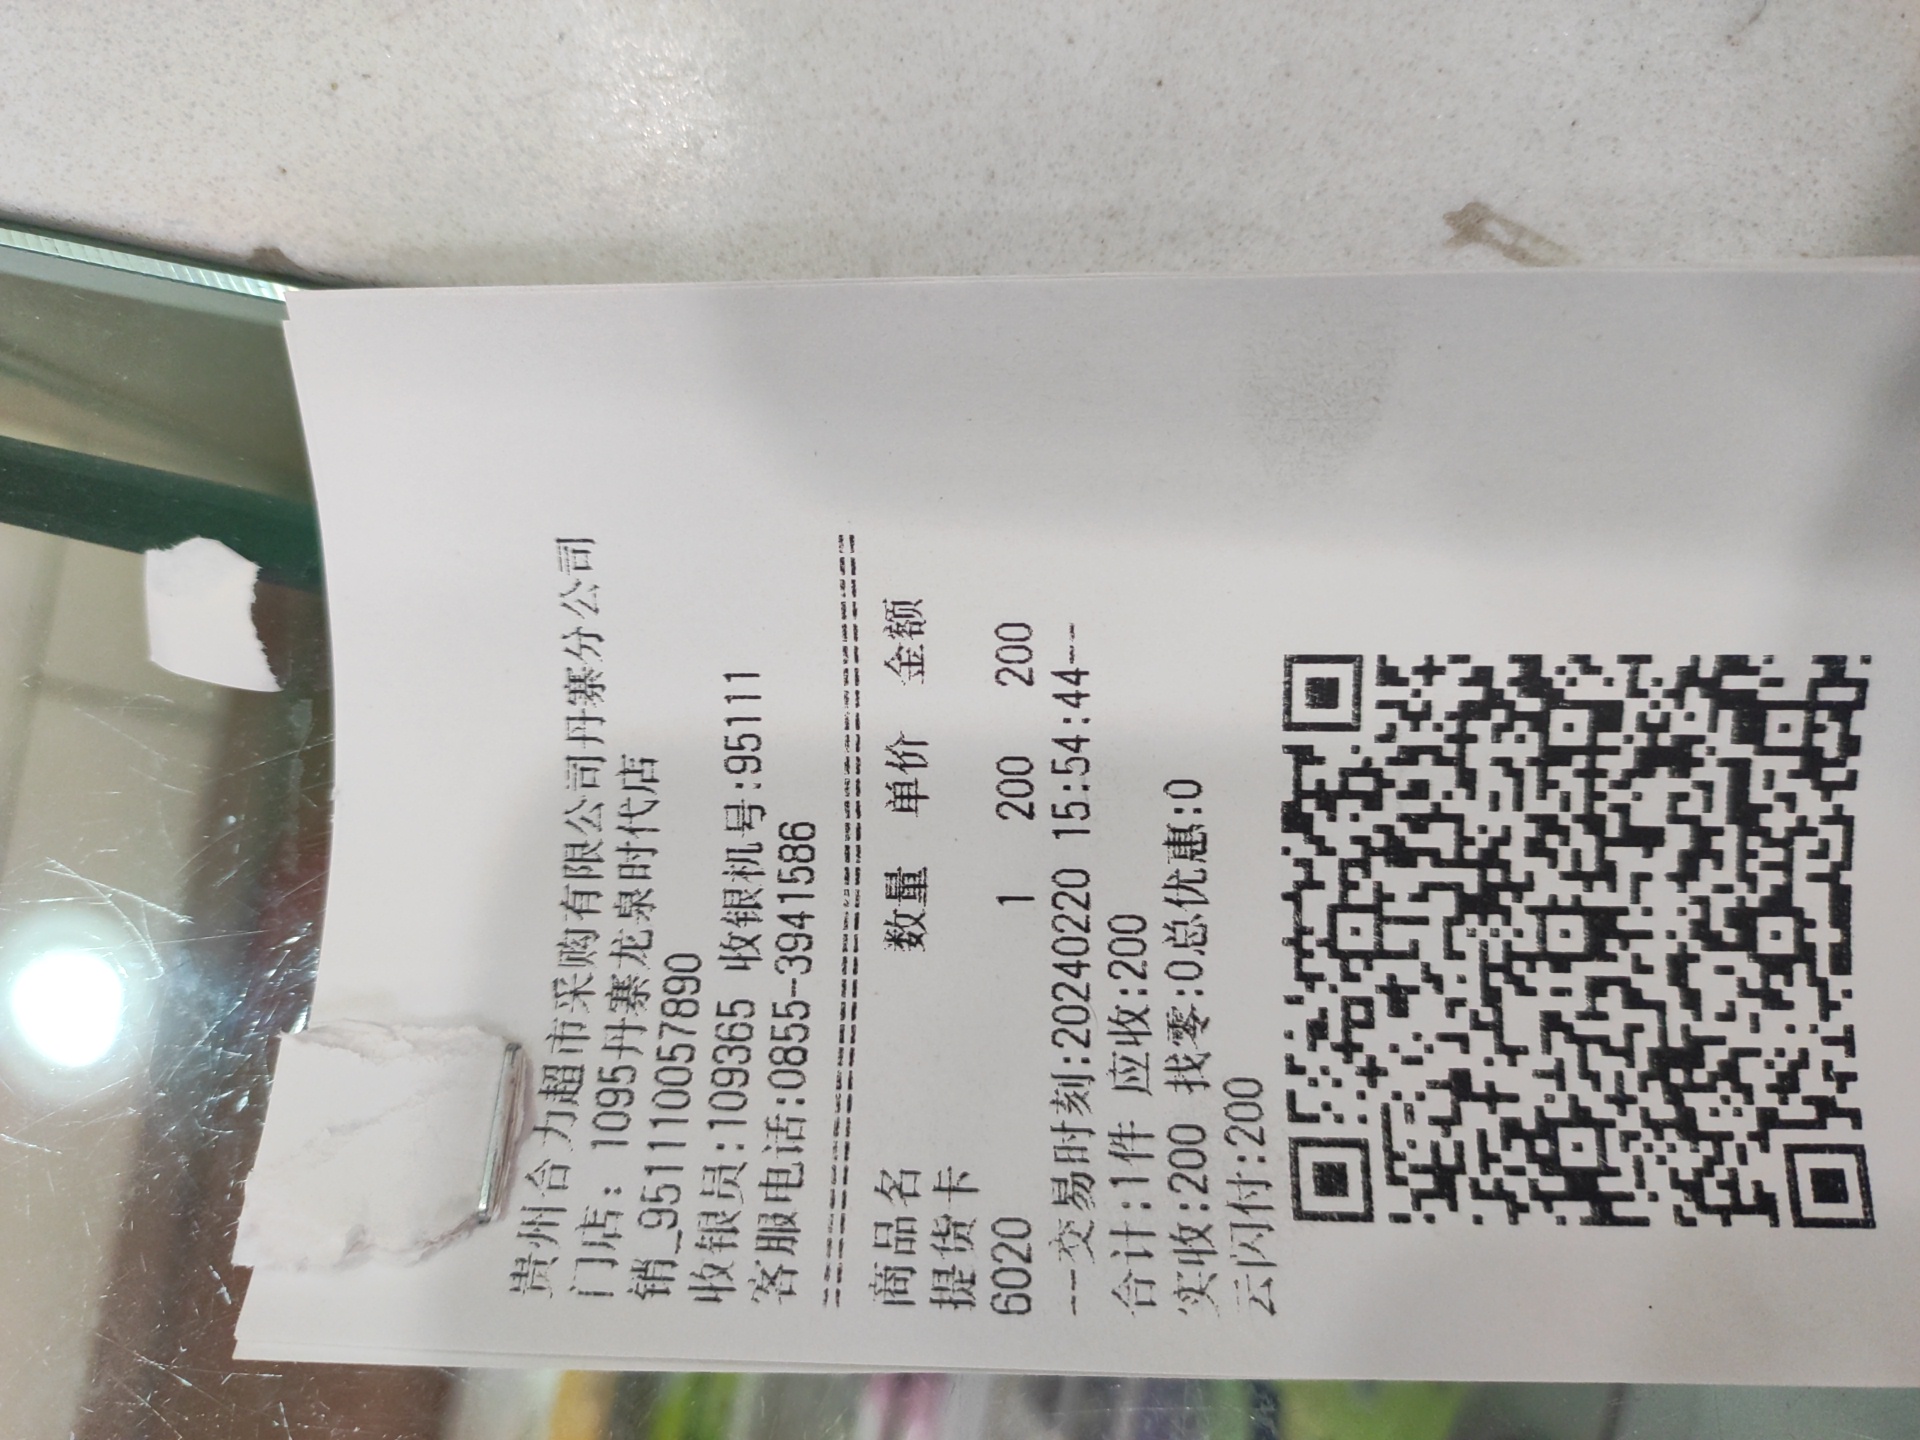 贵州合力超市采购有限公司丹寨分公司
门店: 1095丹寨龙泉时代店
销_951110057890
收银员:109365 收银机号:95111
客服电话:0855-3941586
商品名 数量 单价 金额
提货卡
6020 1 200 200
---交易时刻:20240220 15:54:44--
合计:1件 应收:200
实收:200 找零:0总优惠:0
云闪付:200